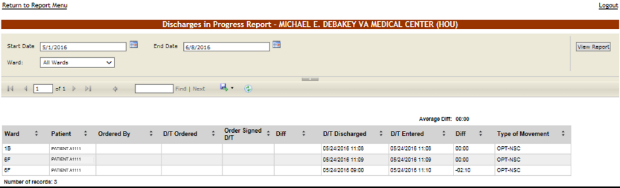 Return to Report Menu Logout
Discharges in Progress Report - MICHAEL E. DEBAKEY VA MEDICAL CENTER (HOU)
Start Date 5/1/2016 End Date 6/8/2016 View Report
Ward: All Wards
1 of 1 Find | Next
Average Diff: 00:00
Ward Patient Ordered By D/T Ordered Order Signed D/T Diff D/T Discharged D/T Entered Diff Type of Movement
1B PATIENT A1111 05/24/2016 11:08 05/24/2016 11:08 00:00 OPT-NSC
6F PATIENT A1111 05/24/2016 11:09 05/24/2016 11:09 00:00 OPT-NSC
6F PATIENT A1111 05/24/2016 09:00 05/24/2016 11:10 -02:10 OPT-NSC
Number of records: 3